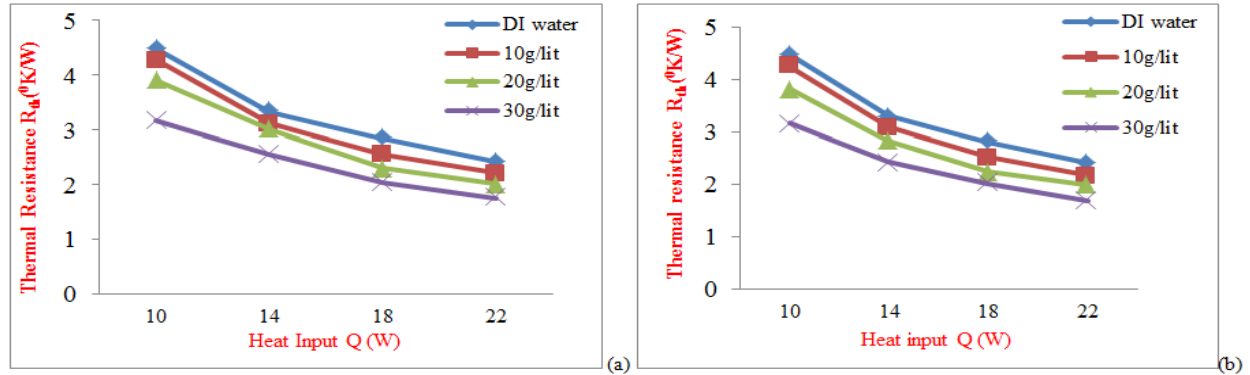 5
4
3
2
1
0
Thermal Resistance Rth(⁰K/W)
DI water
10g/lit
20g/lit
30g/lit
10 14 18 22
Heat Input Q (W)
(a)
5
4
3
2
1
0
Thermal resistance Rth(⁰K/W)
DI water
10g/lit
20g/lit
30g/lit
10 14 18 22
Heat input Q (W)
(b)